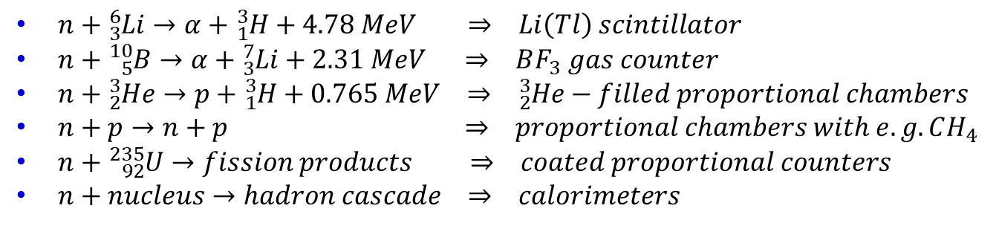 • n + ⁶₃Li → α + ³₁H + 4.78 MeV ⇒ Li(Tl) scintillator
• n + ¹⁰₅B → α + ⁷₃Li + 2.31 MeV ⇒ BF₃ gas counter
• n + ³₂He → p + ³₁H + 0.765 MeV ⇒ ³₂He − filled proportional chambers
• n + p → n + p ⇒ proportional chambers with e.g. CH₄
• n + ²³⁵₉₂U → fission products ⇒ coated proportional counters
• n + nucleus → hadron cascade ⇒ calorimeters